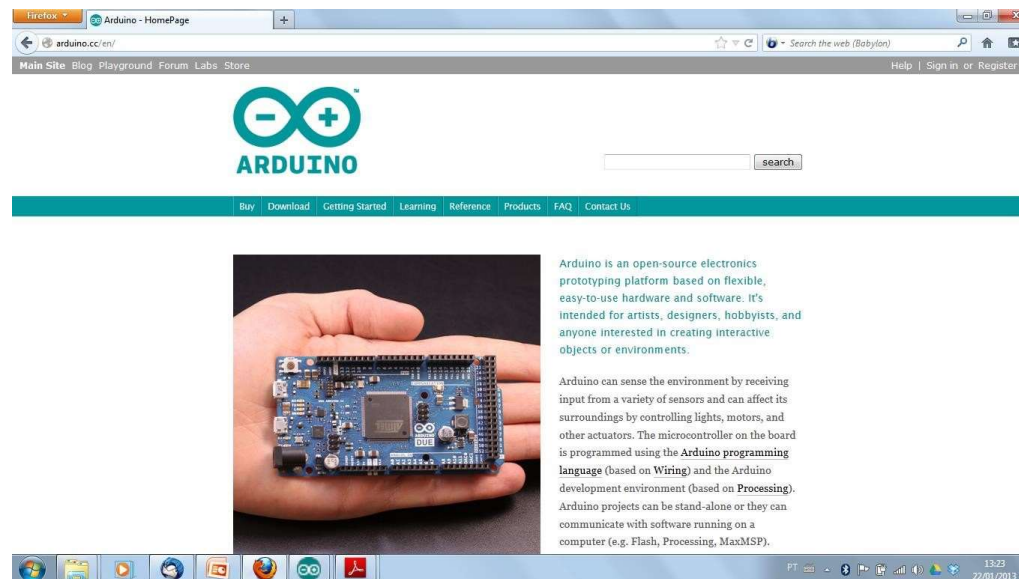 Firefox
Arduino - HomePage
arduino.cc/en/
Search the web (Babylon)
Main Site Blog Playground Forum Labs Store
Help | Sign in or Register
ARDUINO
TM
search
Buy Download Getting Started Learning Reference Products FAQ Contact Us
Arduino is an open-source electronics
prototyping platform based on flexible,
easy-to-use hardware and software. It's
intended for artists, designers, hobbyists, and
anyone interested in creating interactive
objects or environments.
Arduino can sense the environment by receiving
input from a variety of sensors and can affect its
surroundings by controlling lights, motors, and
other actuators. The microcontroller on the board
is programmed using the Arduino programming
language (based on Wiring) and the Arduino
development environment (based on Processing).
Arduino projects can be stand-alone or they can
communicate with software running on a
computer (e.g. Flash, Processing, MaxMSP).
ARDUINO
DUE
PT
13:23
22/01/2013